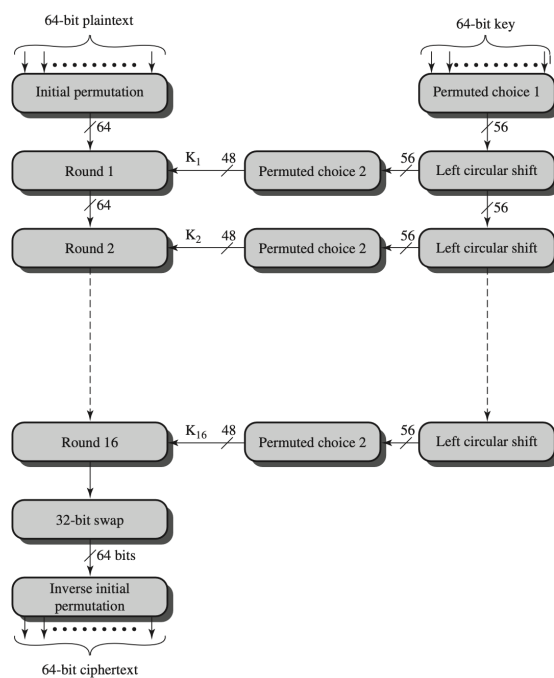 64-bit plaintext
64-bit key
Initial permutation
Permuted choice 1
64
56
Round 1
K1
48
Permuted choice 2
56
Left circular shift
64
56
Round 2
K2
48
Permuted choice 2
56
Left circular shift
Round 16
K16
48
Permuted choice 2
56
Left circular shift
32-bit swap
64 bits
Inverse initial
permutation
64-bit ciphertext